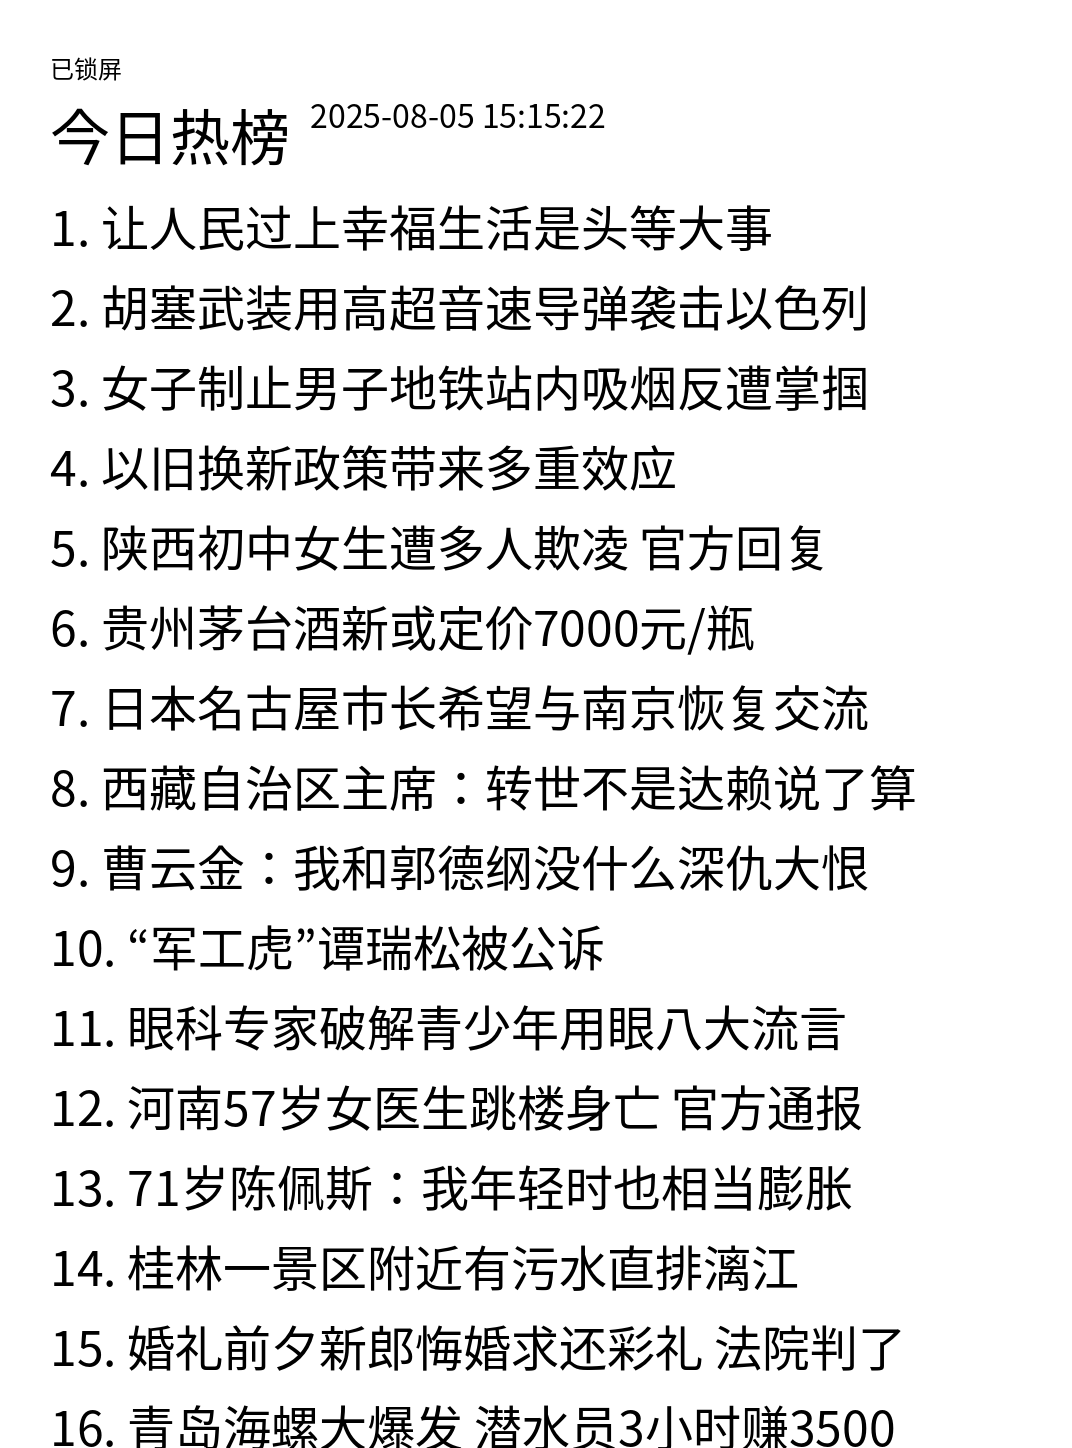 已锁屏
今日热榜 2025-08-05 15:15:22
1. 让人民过上幸福生活是头等大事
2. 胡塞武装用高超音速导弹袭击以色列
3. 女子制止男子地铁站内吸烟反遭掌掴
4. 以旧换新政策带来多重效应
5. 陕西初中女生遭多人欺凌 官方回复
6. 贵州茅台酒新或定价7000元/瓶
7. 日本名古屋市长希望与南京恢复交流
8. 西藏自治区主席：转世不是达赖说了算
9. 曹云金：我和郭德纲没什么深仇大恨
10. “军工虎”谭瑞松被公诉
11. 眼科专家破解青少年用眼八大流言
12. 河南57岁女医生跳楼身亡 官方通报
13. 71岁陈佩斯：我年轻时也相当膨胀
14. 桂林一景区附近有污水直排漓江
15. 婚礼前夕新郎悔婚求还彩礼 法院判了
16. 青岛海螺大爆发 潜水员3小时赚3500